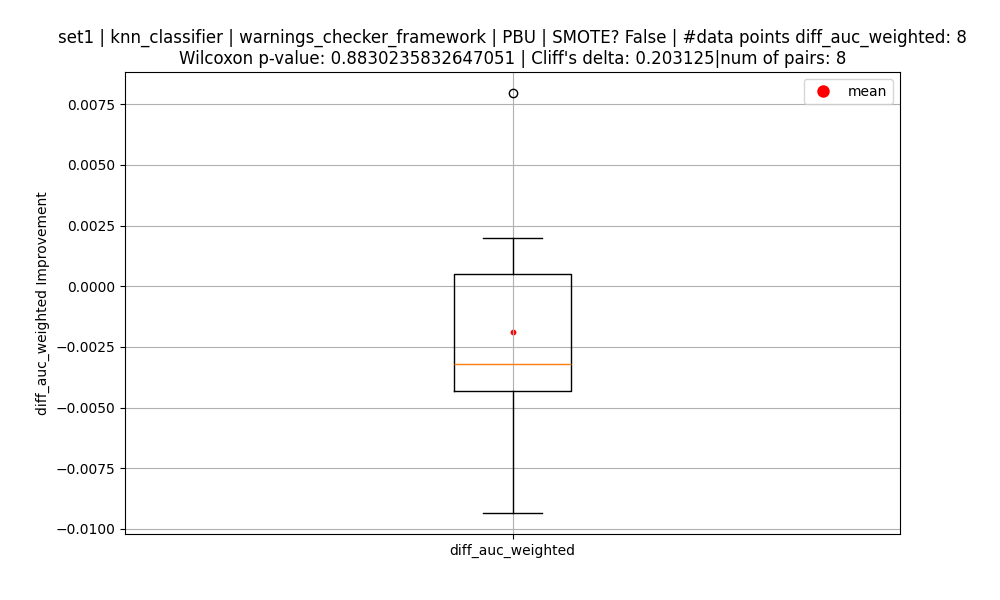 set1 | knn_classifier | warnings_checker_framework | PBU | SMOTE? False | #data points diff_auc_weighted: 8
Wilcoxon p-value: 0.8830235832647051 | Cliff's delta: 0.203125|num of pairs: 8
mean
0.0075
0.0050
0.0025
0.0000
−0.0025
−0.0050
−0.0075
−0.0100
diff_auc_weighted Improvement
diff_auc_weighted